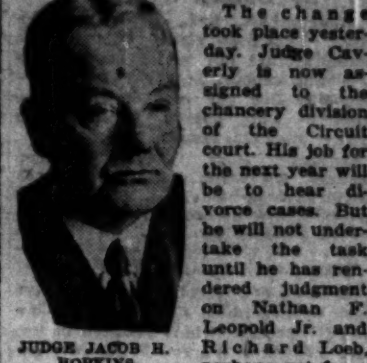 The change
took place yester-
day. Judge Cav-
erly is now as-
signed to the
chancery division
of the Circuit
court. His job for
the next year will
be to hear di-
vorce cases. But
he will not under-
take the task
until he has ren-
dered judgment
on Nathan F.
Leopold Jr. and
Richard Loeb,
JUDGE JACOB H.
HOPKINS